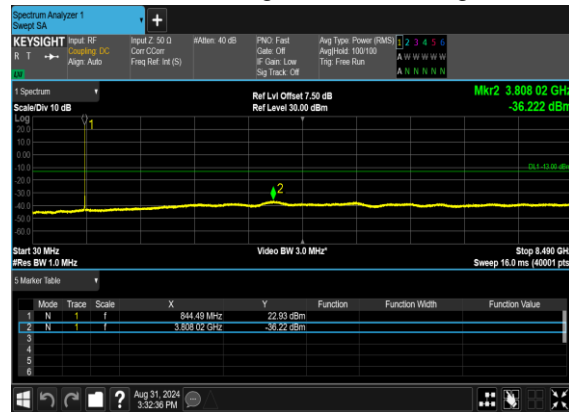 Spectrum Analyzer 1
Swept SA
+
KEYSIGHT
R T
LXI
Input: RF
Coupling: DC
Align: Auto
Input Z: 50 Ω
Corr CCorr
Freq Ref: Int (S)
#Atten: 40 dB
PNO: Fast
Gate: Off
IF Gain: Low
Sig Track: Off
Avg Type: Power (RMS)
Avg|Hold: 100/100
Trig: Free Run
1 2 3 4 5 6
A W W W W W
A N N N N N
1 Spectrum
Scale/Div 10 dB
Ref Lvl Offset 7.50 dB
Ref Level 30.00 dBm
Mkr2 3.808 02 GHz
-36.222 dBm
Log
20.0
10.0
0.00
-10.0
-20.0
-30.0
-40.0
-50.0
-60.0
1
2
DL1 -13.00 dBm
Start 30 MHz
#Res BW 1.0 MHz
Video BW 3.0 MHz*
Stop 8.490 GHz
Sweep 16.0 ms (40001 pts)
5 Marker Table
Mode Trace Scale X Y Function Function Width Function Value
1 N 1 f 844.49 MHz 22.93 dBm
2 N 1 f 3.808 02 GHz -36.22 dBm
3
4
5
6
?
Aug 31, 2024
3:32:36 PM